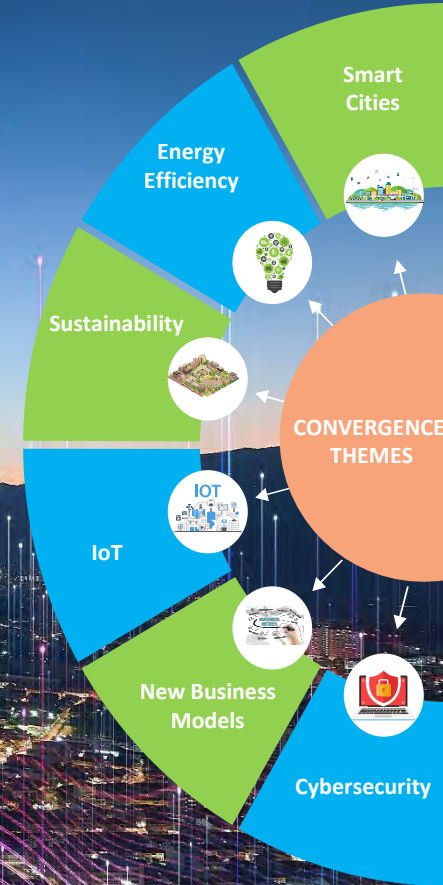 Smart
Cities
Energy
Efficiency
Sustainability
CONVERGENCE
THEMES
IOT
IoT
New Business
Models
Cybersecurity